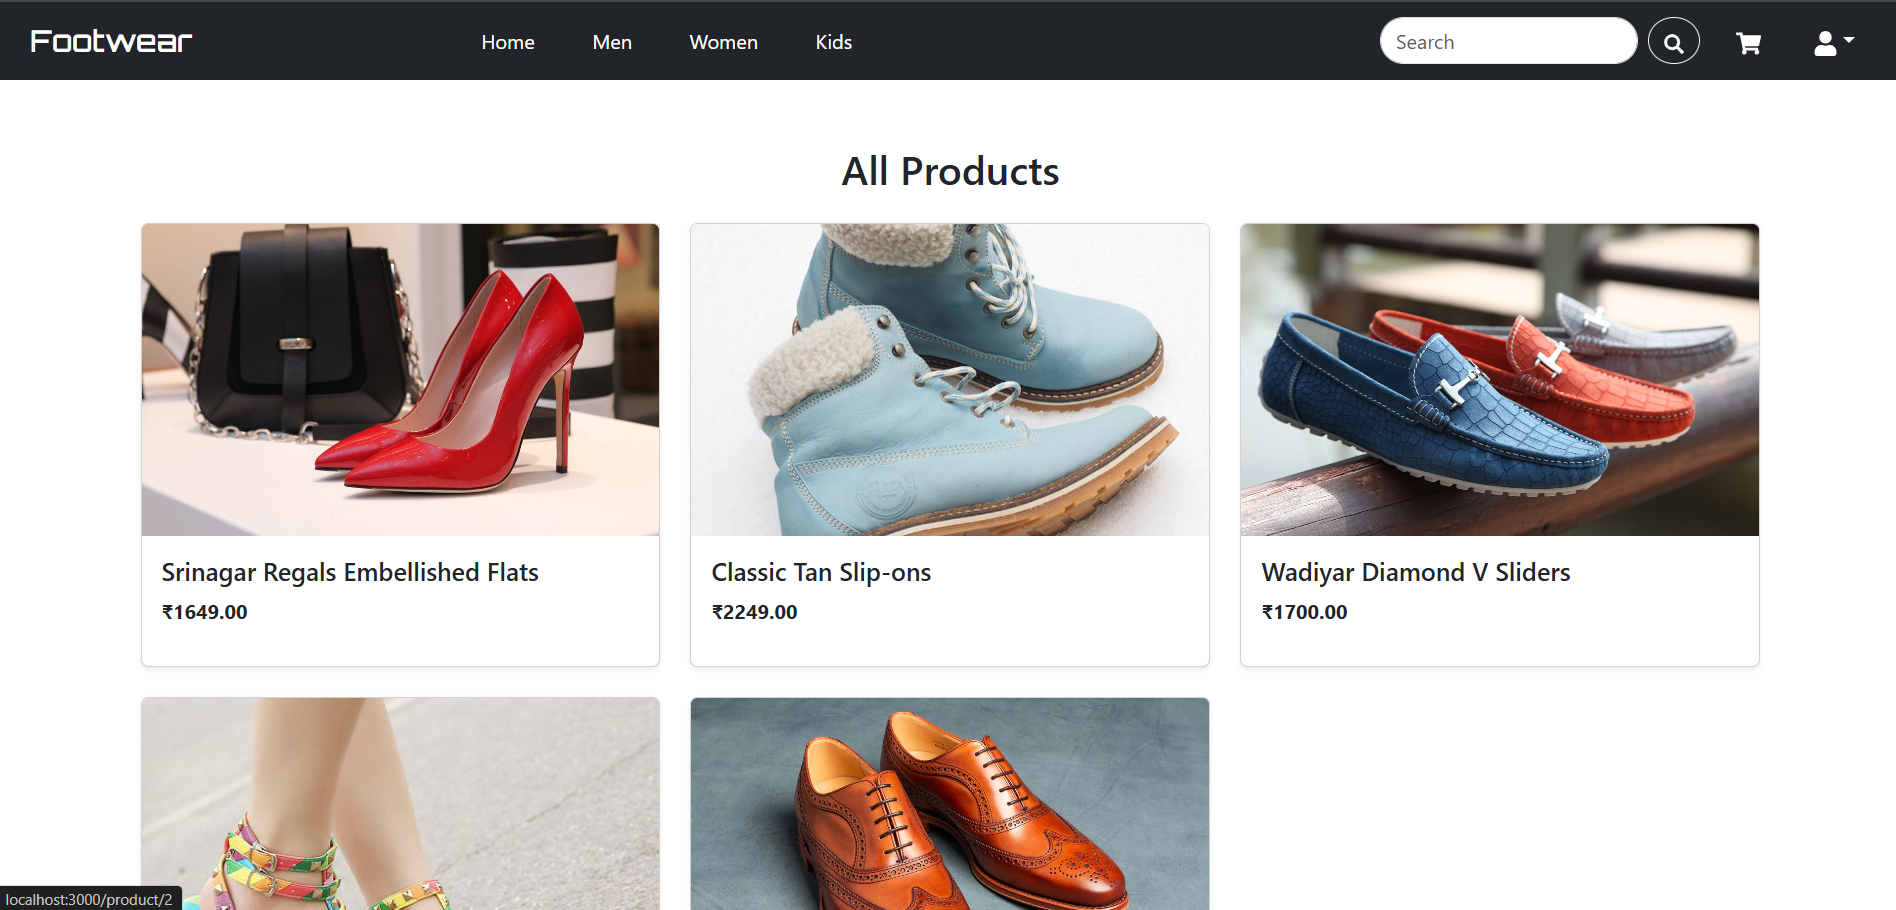 Footwear
Home
Men
Women
Kids
Search
All Products
Srinagar Regals Embellished Flats
₹1649.00
Classic Tan Slip-ons
₹2249.00
Wadiyar Diamond V Sliders
₹1700.00
localhost:3000/product/2